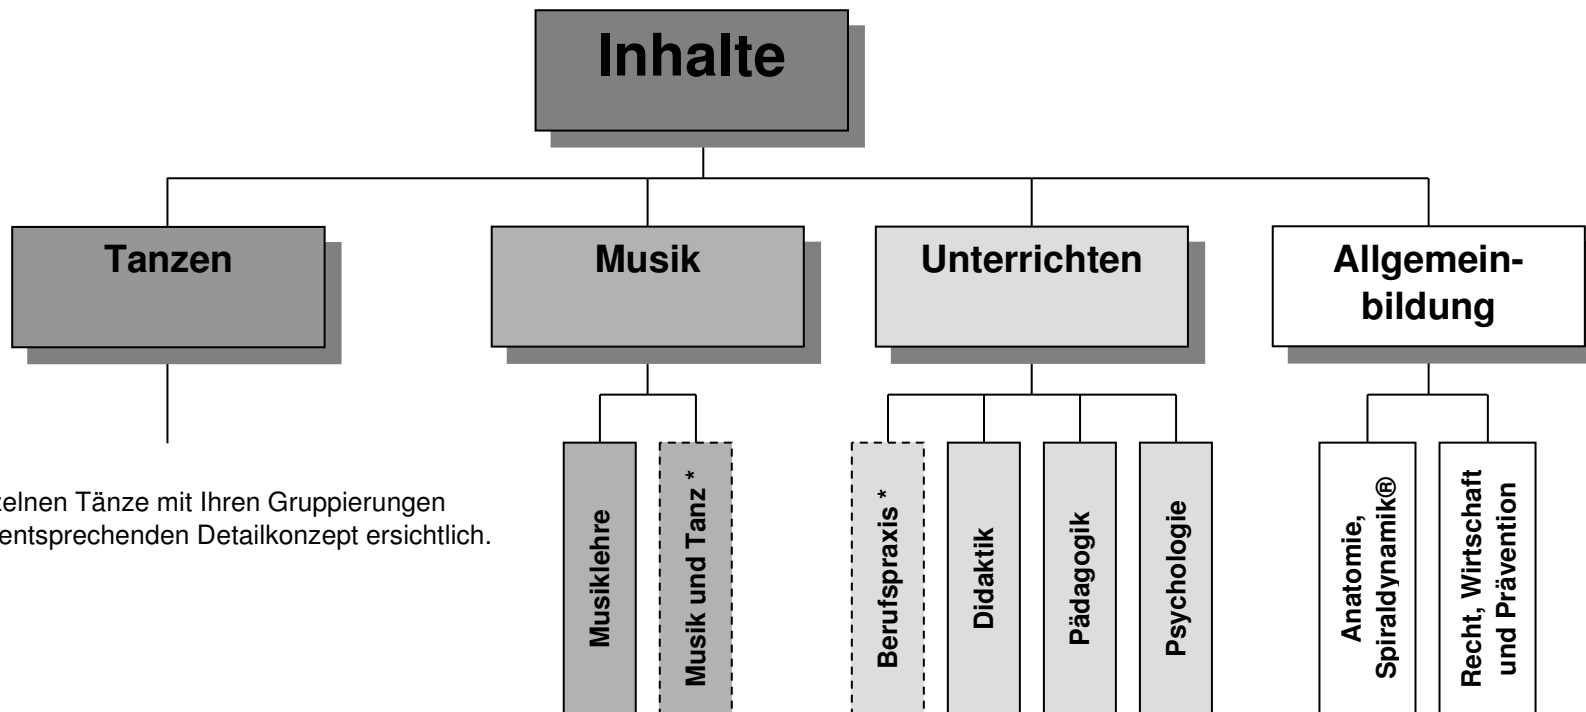 Inhalte
Tanzen
Musik
Unterrichten
Allgemein-
bildung
Tänze mit Ihren Gruppierungen
entsprechenden Detailkonzept ersichtlich.
Musiklehre
Musik und Tanz *
Berufspraxis *
Didaktik
Pädagogik
Psychologie
Anatomie,
Spiraldynamik®
Recht, Wirtschaft
und Prävention